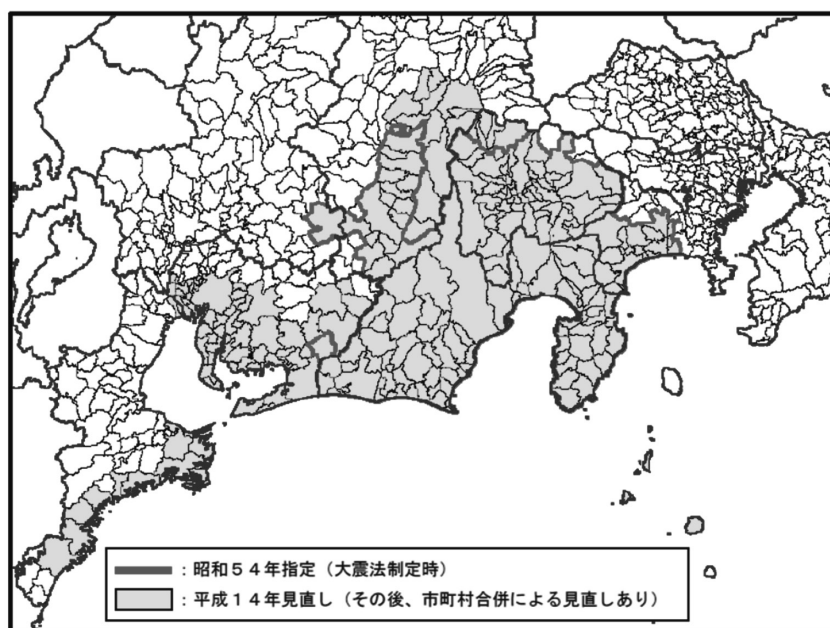 ：昭和５４年指定（大震法制定時）
：平成１４年見直し（その後、市町村合併による見直しあり）